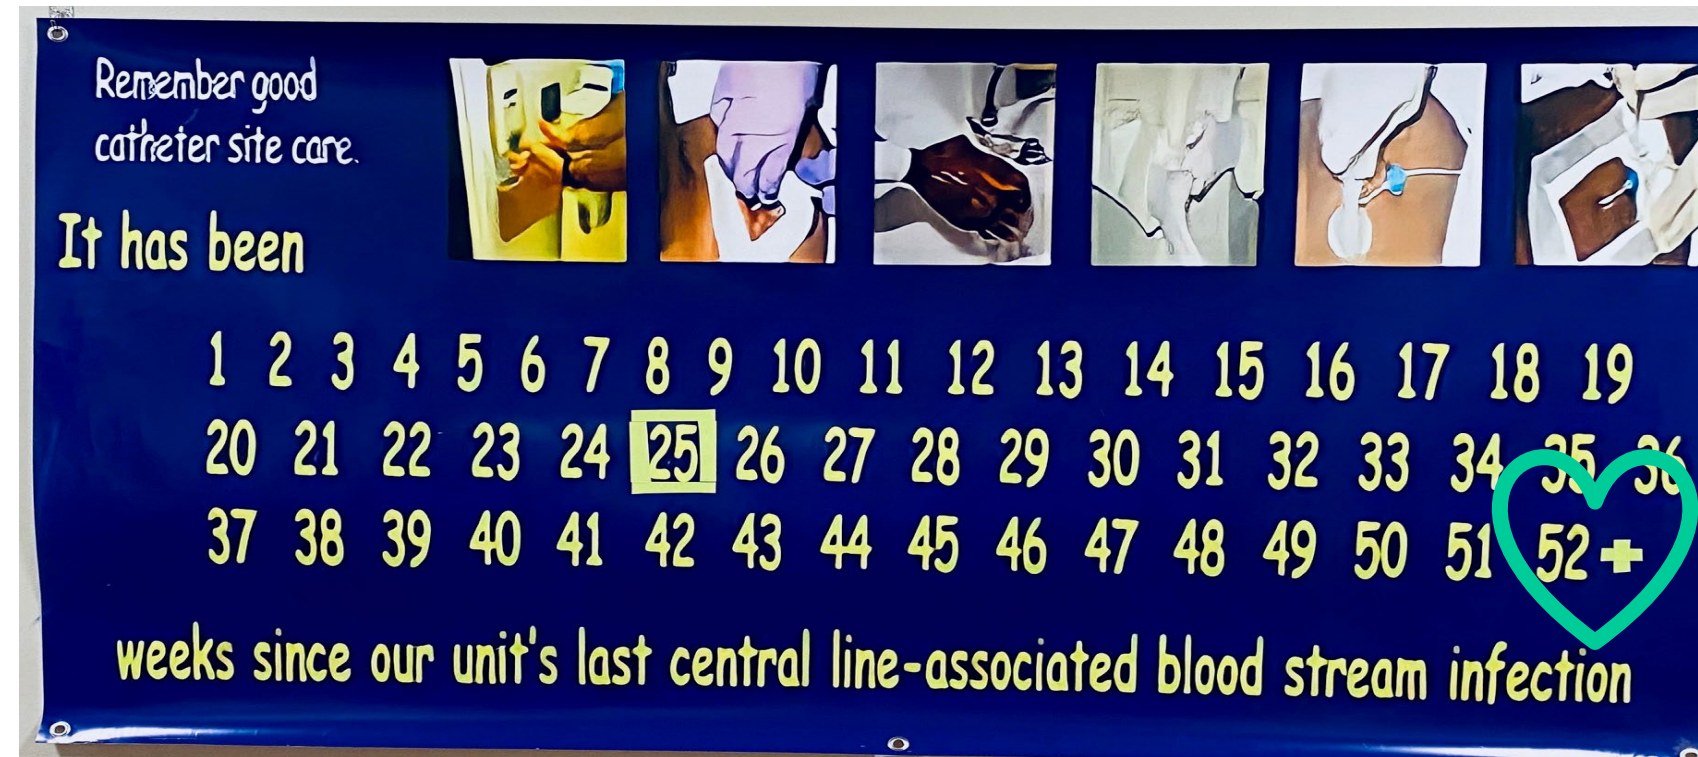 Remember good
catheter site care.
It has been
1 2 3 4 5 6 7 8 9 10 11 12 13 14 15 16 17 18 19
20 21 22 23 24 25 26 27 28 29 30 31 32 33 34 35 36
37 38 39 40 41 42 43 44 45 46 47 48 49 50 51 52+
weeks since our unit's last central line-associated blood stream infection